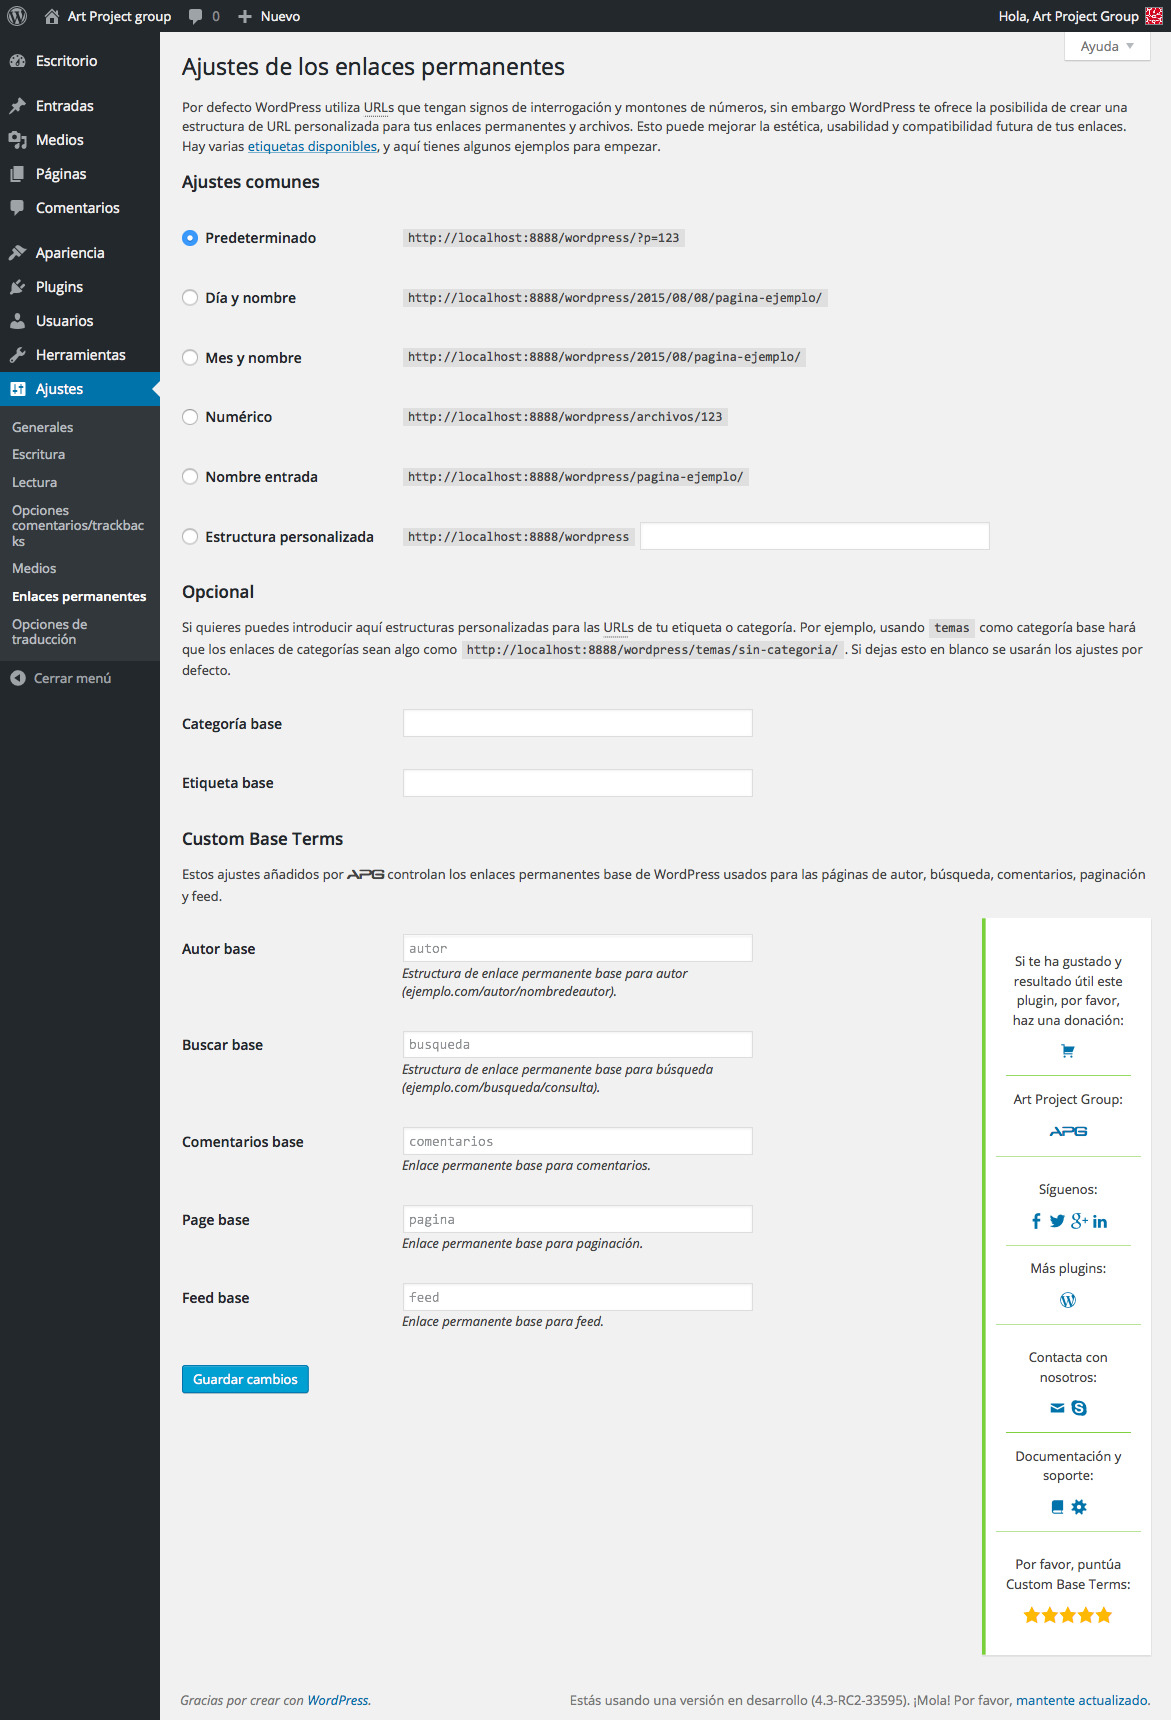 Art Project group 0 Nuevo
Hola, Art Project Group
Escritorio
Entradas
Medios
Páginas
Comentarios
Apariencia
Plugins
Usuarios
Herramientas
Ajustes
Generales
Escritura
Lectura
Opciones
comentarios/trackbac
ks
Medios
Enlaces permanentes
Opciones de
traducción
Cerrar menú
Ayuda
Ajustes de los enlaces permanentes
Por defecto WordPress utiliza URLs que tengan signos de interrogación y montones de números, sin embargo WordPress te ofrece la posibilida de crear una
estructura de URL personalizada para tus enlaces permanentes y archivos. Esto puede mejorar la estética, usabilidad y compatibilidad futura de tus enlaces.
Hay varias etiquetas disponibles, y aquí tienes algunos ejemplos para empezar.
Ajustes comunes
Predeterminado http://localhost:8888/wordpress/?p=123
Día y nombre http://localhost:8888/wordpress/2015/08/08/pagina-ejemplo/
Mes y nombre http://localhost:8888/wordpress/2015/08/pagina-ejemplo/
Numérico http://localhost:8888/wordpress/archivos/123
Nombre entrada http://localhost:8888/wordpress/pagina-ejemplo/
Estructura personalizada http://localhost:8888/wordpress
Opcional
Si quieres puedes introducir aquí estructuras personalizadas para las URLs de tu etiqueta o categoría. Por ejemplo, usando temas como categoría base hará
que los enlaces de categorías sean algo como http://localhost:8888/wordpress/temas/sin-categoria/ . Si dejas esto en blanco se usarán los ajustes por
defecto.
Categoría base
Etiqueta base
Custom Base Terms
Estos ajustes añadidos por APG controlan los enlaces permanentes base de WordPress usados para las páginas de autor, búsqueda, comentarios, paginación
y feed.
Autor base autor
Estructura de enlace permanente base para autor
(ejemplo.com/autor/nombredeautor).
Buscar base busqueda
Estructura de enlace permanente base para búsqueda
(ejemplo.com/busqueda/consulta).
Comentarios base comentarios
Enlace permanente base para comentarios.
Page base pagina
Enlace permanente base para paginación.
Feed base feed
Enlace permanente base para feed.
Guardar cambios
Si te ha gustado y
resultado útil este
plugin, por favor,
haz una donación:
Art Project Group:
APG
Síguenos:
Más plugins:
Contacta con
nosotros:
Documentación y
soporte:
Por favor, puntúa
Custom Base Terms:
Gracias por crear con WordPress.
Estás usando una versión en desarrollo (4.3-RC2-33595). ¡Mola! Por favor, mantente actualizado.